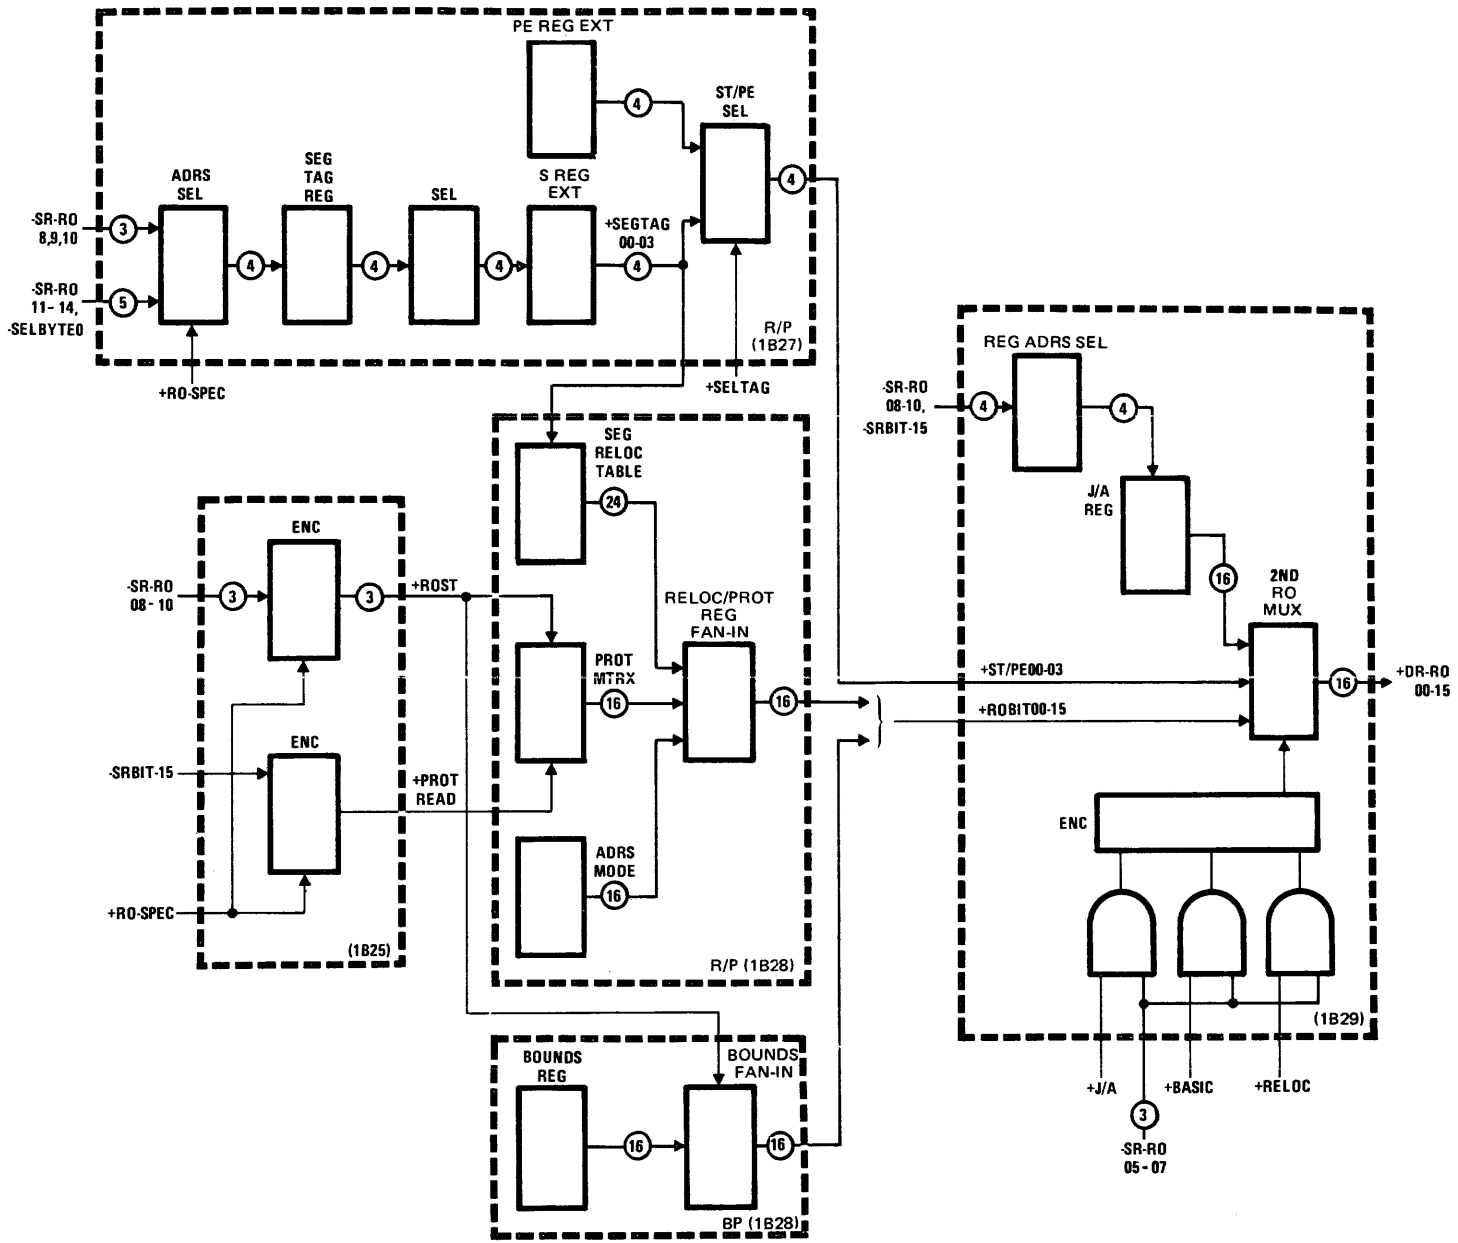 PE REG EXT
4
ST/PE
SEL
4
ADRS
SEL
SEG
TAG
REG
SEL
S REG
EXT
-SR-RO
8,9,10
3
-SR-RO
11-14,
-SELBYTE0
5
4
4
4
+SEGTAG
00-03
4
R/P
(1B27)
+RO-SPEC
+SELTAG
SEG
RELOC
TABLE
24
ENC
-SR-RO
08-10
3
3
+ROST
RELOC/PROT
REG
FAN-IN
PROT
MTRX
16
16
ENC
-SRBIT-15
+PROT
READ
ADRS
MODE
16
+RO-SPEC
(1B25)
R/P (1B28)
BOUNDS
REG
BOUNDS
FAN-IN
16
16
BP (1B28)
REG ADRS SEL
-SR-RO
08-10,
-SRBIT-15
4
4
J/A
REG
16
2ND
RO
MUX
+ST/PE00-03
+ROBIT00-15
16
+DR-RO
00-15
ENC
(1B29)
+J/A
+BASIC
+RELOC
3
-SR-RO
05-07